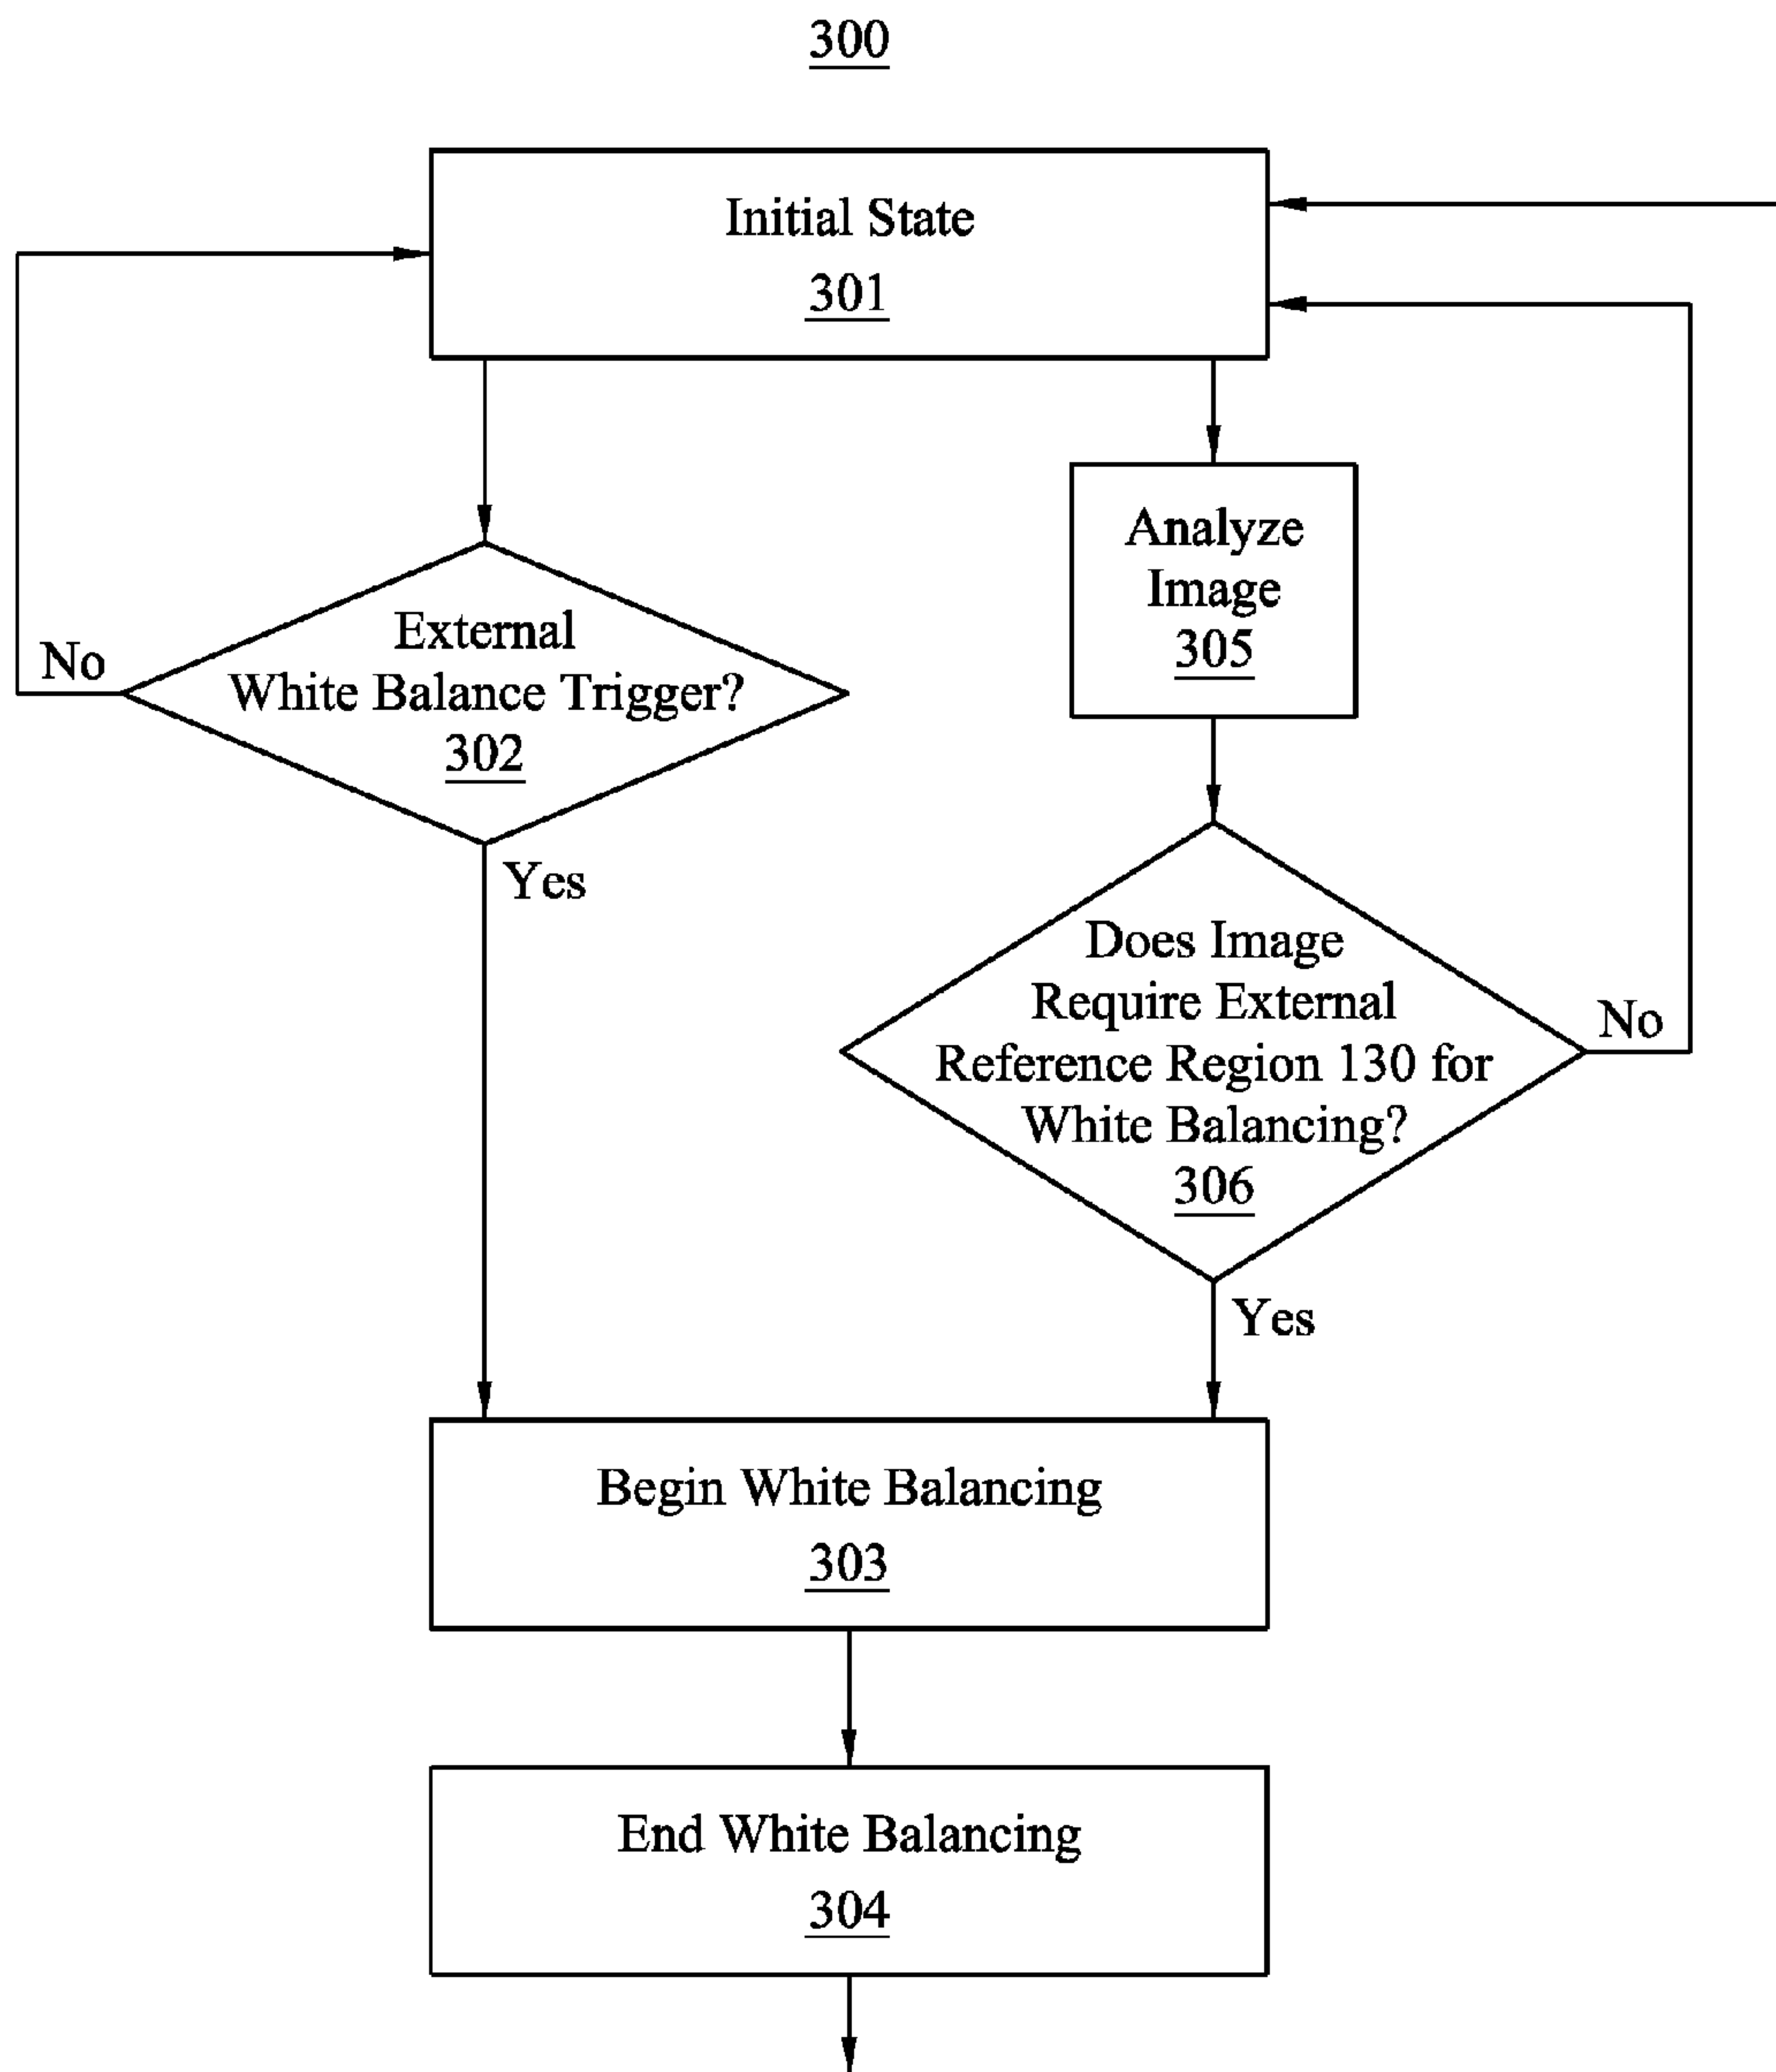 300
Initial State
301
External
White Balance Trigger?
302
No
Yes
Analyze
Image
305
Does Image
Require External
Reference Region 130 for
White Balancing?
306
No
Yes
Begin White Balancing
303
End White Balancing
304